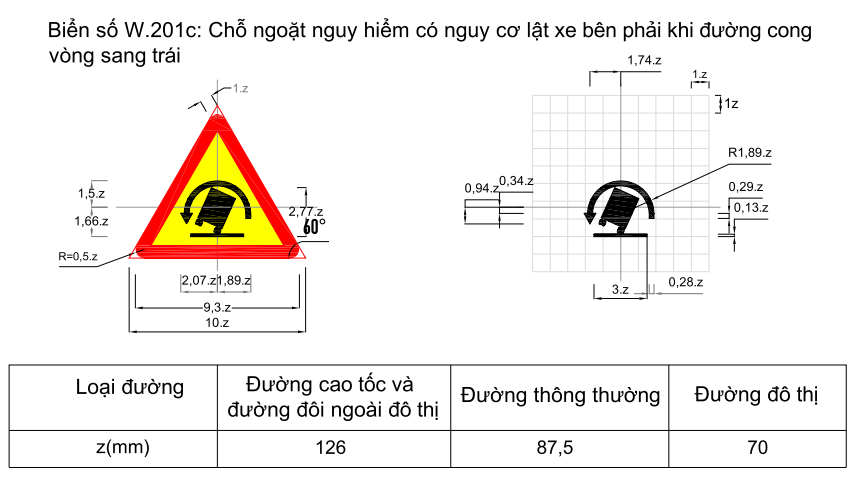 Biển số W.201c: Chỗ ngoặt nguy hiểm có nguy cơ lật xe bên phải khi đường cong
vòng sang trái
1.z
1,5.z
1,66.z
2,77.z
60°
R=0,5.z
2,07.z
1,89.z
9,3.z
10.z
1,74.z
1.z
1z
R1,89.z
0,94.z
0,34.z
0,29.z
0,13.z
3.z
0,28.z
Loại đường
Đường cao tốc và
đường đôi ngoài đô thị
Đường thông thường
Đường đô thị
z(mm)
126
87,5
70